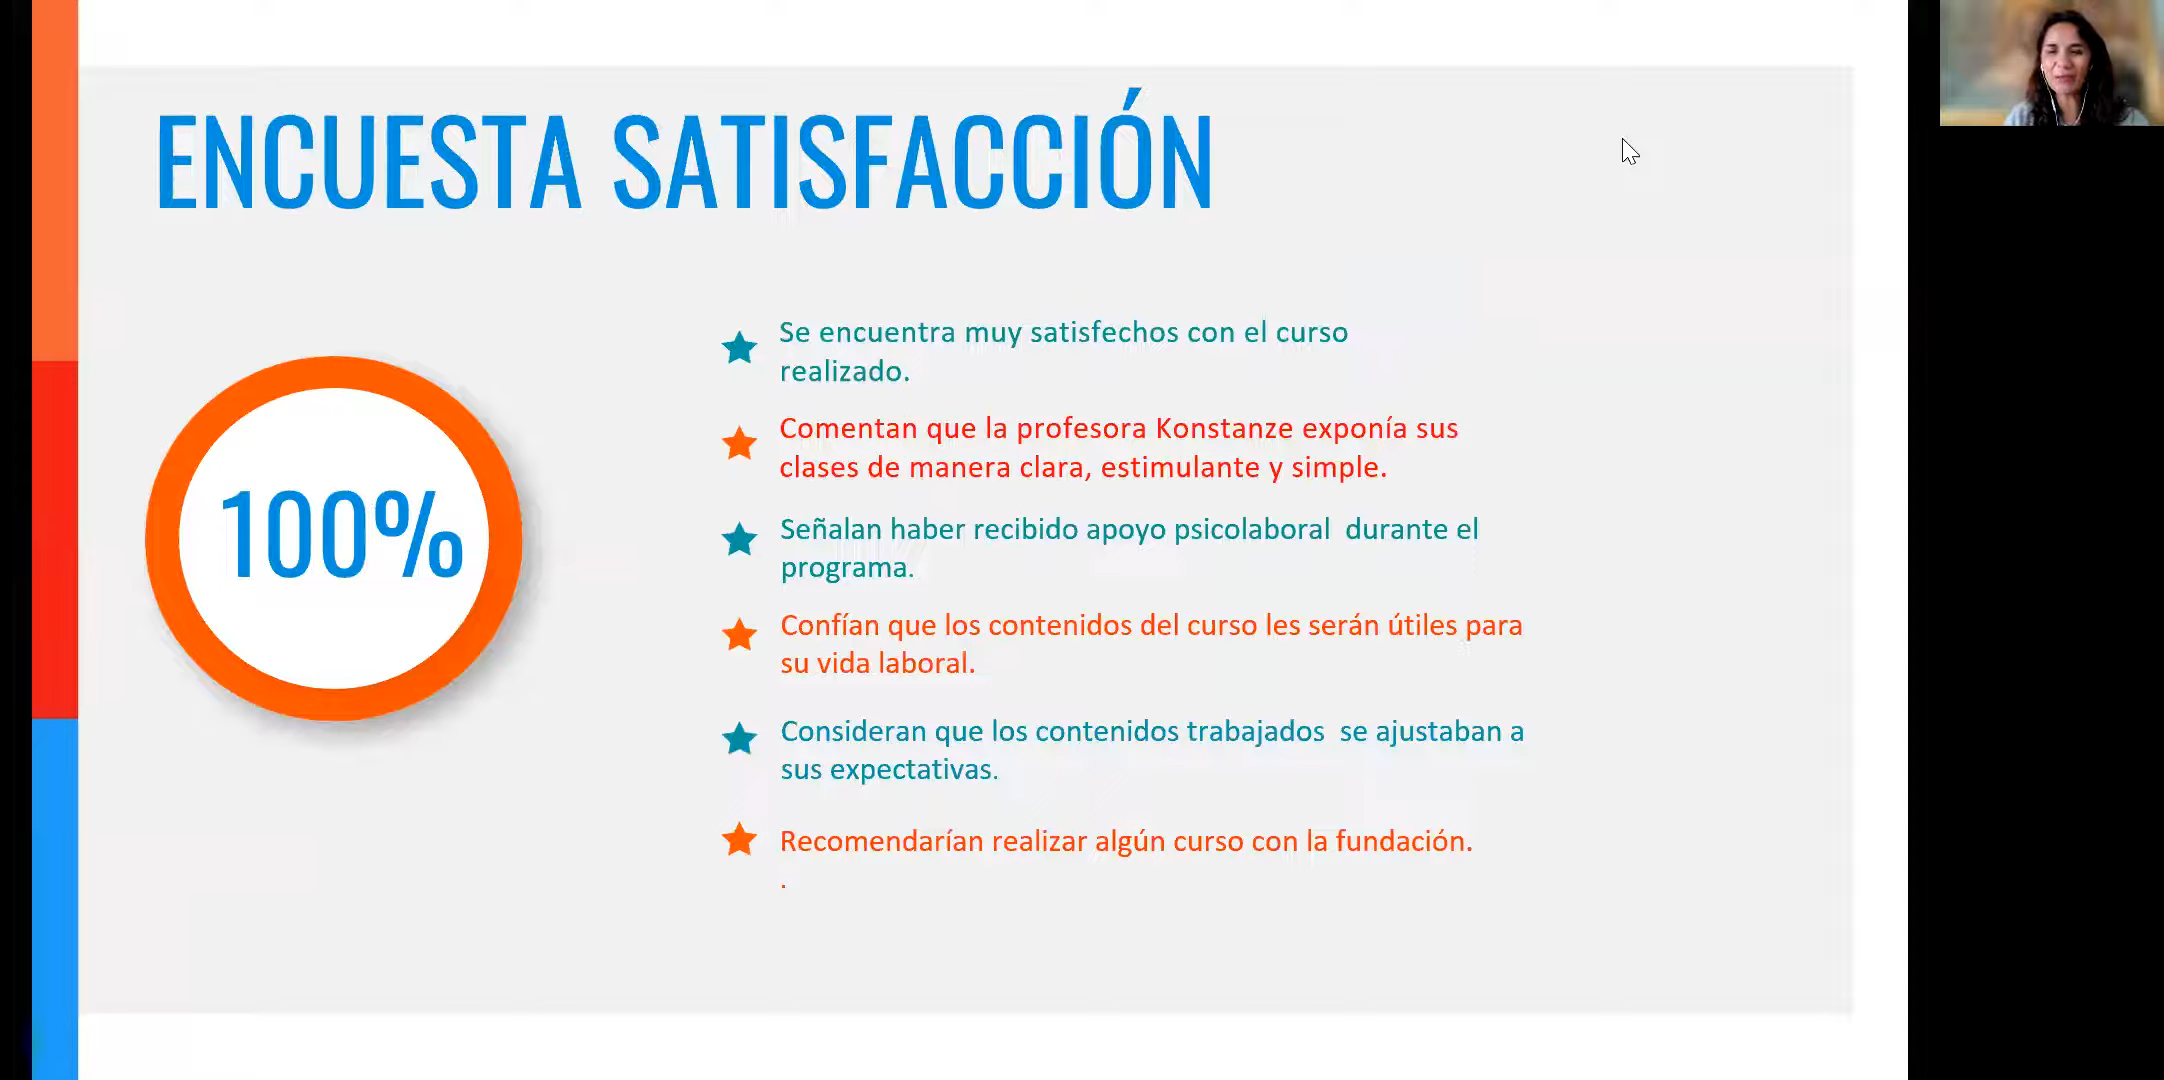 ENCUESTA SATISFACCIÓN
100%
Se encuentra muy satisfechos con el curso
realizado.
Comentan que la profesora Konstanze exponía sus
clases de manera clara, estimulante y simple.
Señalan haber recibido apoyo psicolaboral durante el
programa.
Confían que los contenidos del curso les serán útiles para
su vida laboral.
Consideran que los contenidos trabajados se ajustaban a
sus expectativas.
Recomendarían realizar algún curso con la fundación.
.